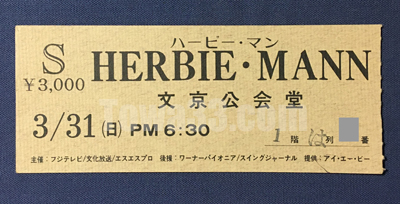 S
¥3,000
ハービー・マン
HERBIE・MANN
文京公会堂
3/31(日) PM 6:30
1階 は列 番
主催：フジテレビ/文化放送/エスエスプロ 後援：ワーナーパイオニア/スイングジャーナル 提供：アイ・エー・ピー